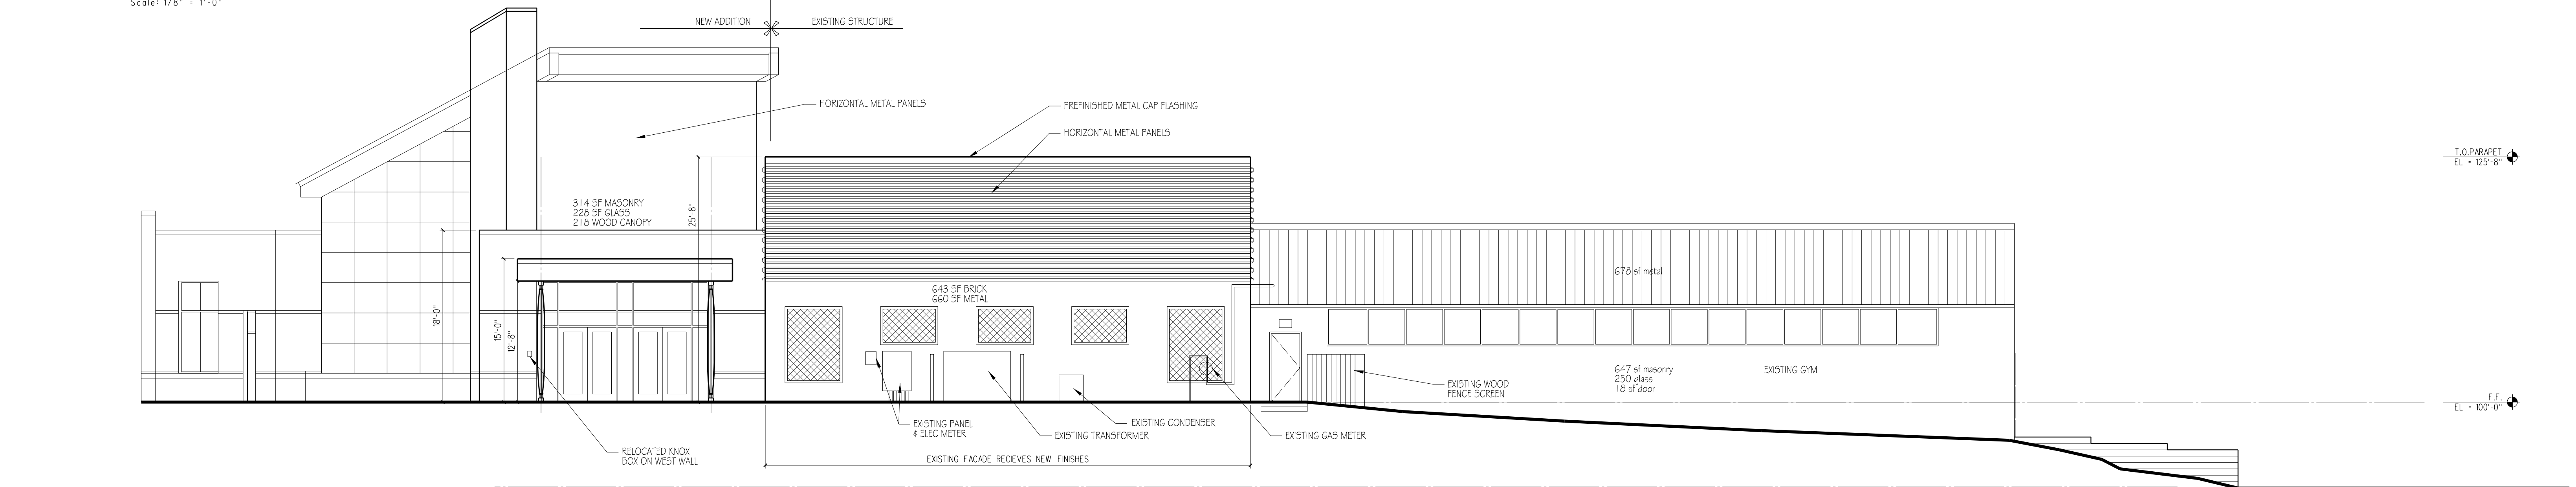 Scale: 1/8" = 1'-0"
NEW ADDITION
EXISTING STRUCTURE
HORIZONTAL METAL PANELS
PREFINISHED METAL CAP FLASHING
HORIZONTAL METAL PANELS
T.O.PARAPET
EL = 125'-8"
314 SF MASONRY
228 SF GLASS
218 WOOD CANOPY
25'-8"
18'-0"
15'-0"
12'-8"
643 SF BRICK
660 SF METAL
678 sf metal
647 sf masonry
250 glass
18 sf door
EXISTING GYM
EXISTING WOOD
FENCE SCREEN
F.F.
EL = 100'-0"
EXISTING PANEL
& ELEC METER
EXISTING CONDENSER
EXISTING TRANSFORMER
EXISTING GAS METER
RELOCATED KNOX
BOX ON WEST WALL
EXISTING FACADE RECIEVES NEW FINISHES